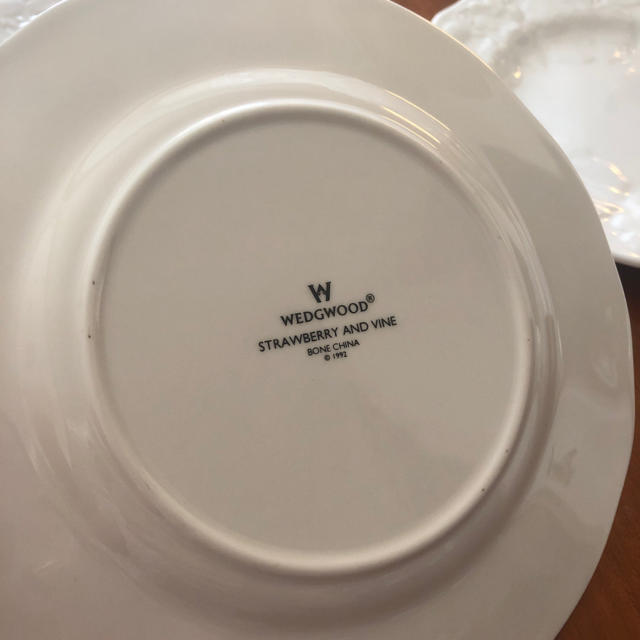 W
WEDGWOOD®
STRAWBERRY AND VINE
BONE CHINA
© 1992